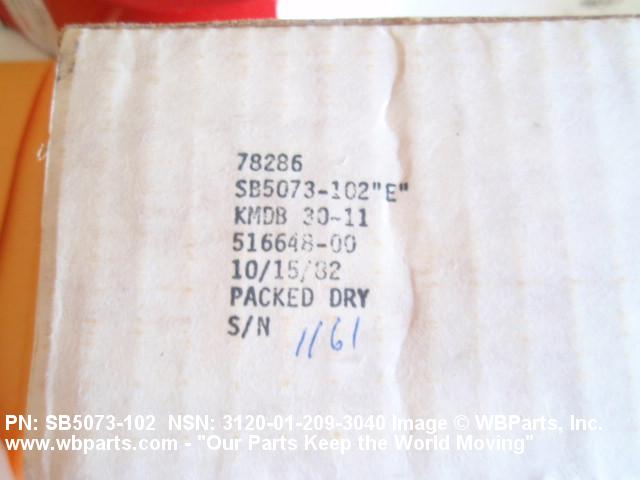 78286
SB5073-102"E"
KMDB 30-11
516648-00
10/15/82
PACKED DRY
S/N 1161
PN: SB5073-102 NSN: 3120-01-209-3040 Image © WBParts, Inc.
www.wbparts.com - "Our Parts Keep the World Moving"